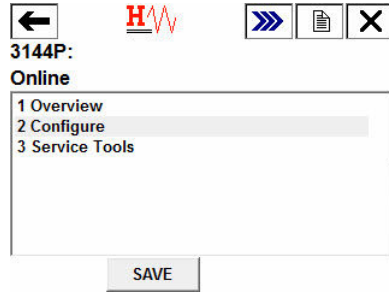 H
3144P:
Online
1 Overview
2 Configure
3 Service Tools
SAVE